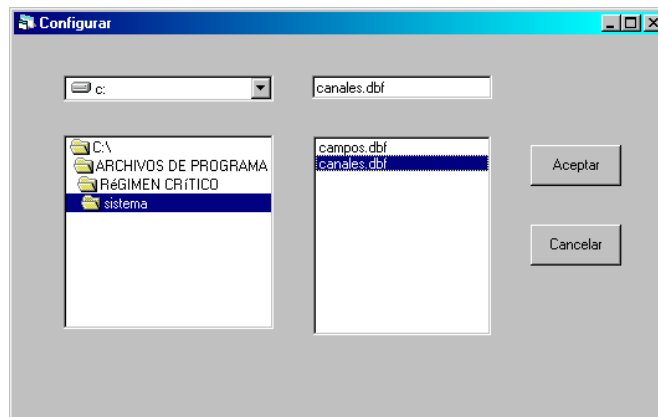 Configurar
c:
canales.dbf
C:\
ARCHIVOS DE PROGRAMA
RéGIMEN CRíTICO
sistema
campos.dbf
canales.dbf
Aceptar
Cancelar